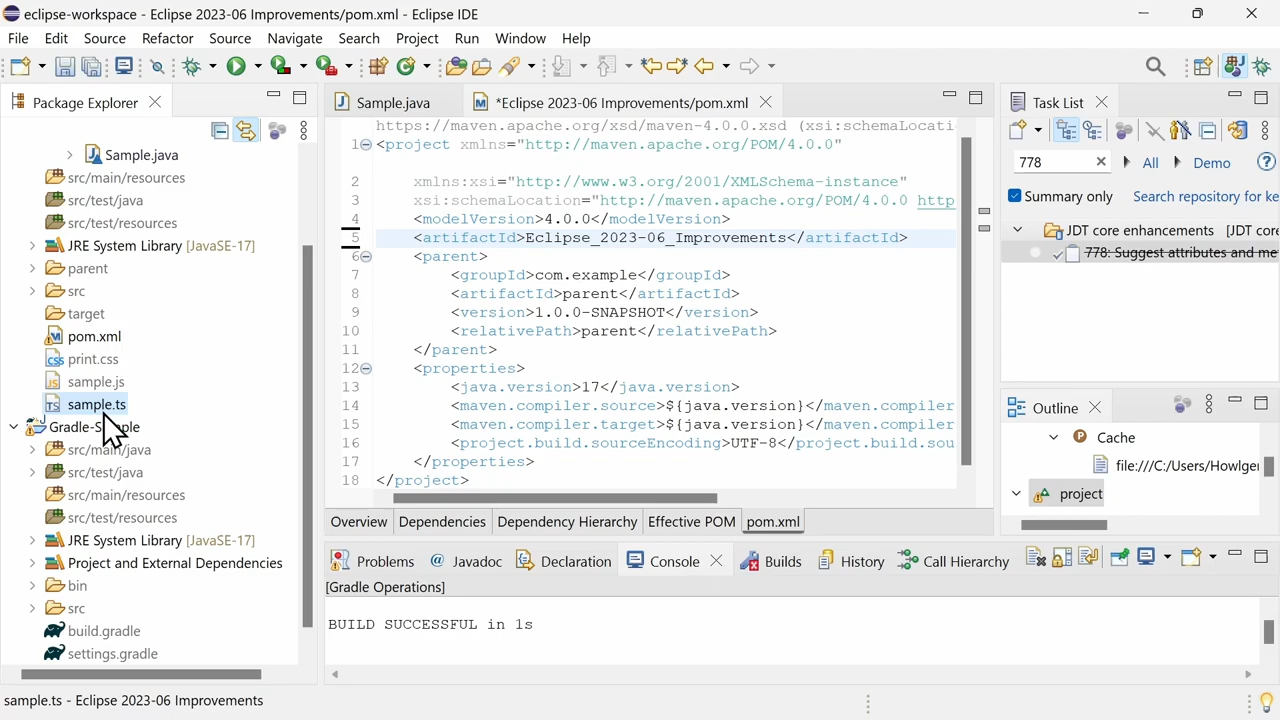 eclipse-workspace - Eclipse 2023-06 Improvements/pom.xml - Eclipse IDE
File Edit Source Refactor Source Navigate Search Project Run Window Help
Package Explorer
Sample.java
src/main/resources
src/test/java
src/test/resources
JRE System Library [JavaSE-17]
parent
src
target
pom.xml
print.css
sample.js
sample.ts
Gradle-Sample
src/main/java
src/test/java
src/main/resources
src/test/resources
JRE System Library [JavaSE-17]
Project and External Dependencies
bin
src
build.gradle
settings.gradle
Sample.java *Eclipse 2023-06 Improvements/pom.xml
https://maven.apache.org/xsd/maven-4.0.0.xsd (xsi:schemaLocati
1 <project xmlns="http://maven.apache.org/POM/4.0.0"
2 xmlns:xsi="http://www.w3.org/2001/XMLSchema-instance"
3 xsi:schemaLocation="http://maven.apache.org/POM/4.0.0 http
4 <modelVersion>4.0.0</modelVersion>
5 <artifactId>Eclipse_2023-06_Improvements</artifactId>
6 <parent>
7 <groupId>com.example</groupId>
8 <artifactId>parent</artifactId>
9 <version>1.0.0-SNAPSHOT</version>
10 <relativePath>parent</relativePath>
11 </parent>
12 <properties>
13 <java.version>17</java.version>
14 <maven.compiler.source>${java.version}</maven.compiler
15 <maven.compiler.target>${java.version}</maven.compiler
16 <project.build.sourceEncoding>UTF-8</project.build.sou
17 </properties>
18 </project>
Overview Dependencies Dependency Hierarchy Effective POM pom.xml
Task List
778 All Demo
Summary only Search repository for ke
JDT core enhancements [JDT core
778: Suggest attributes and me
Outline
Cache
file:///C:/Users/Howlger
project
Problems Javadoc Declaration Console Builds History Call Hierarchy
[Gradle Operations]
BUILD SUCCESSFUL in 1s
sample.ts - Eclipse 2023-06 Improvements